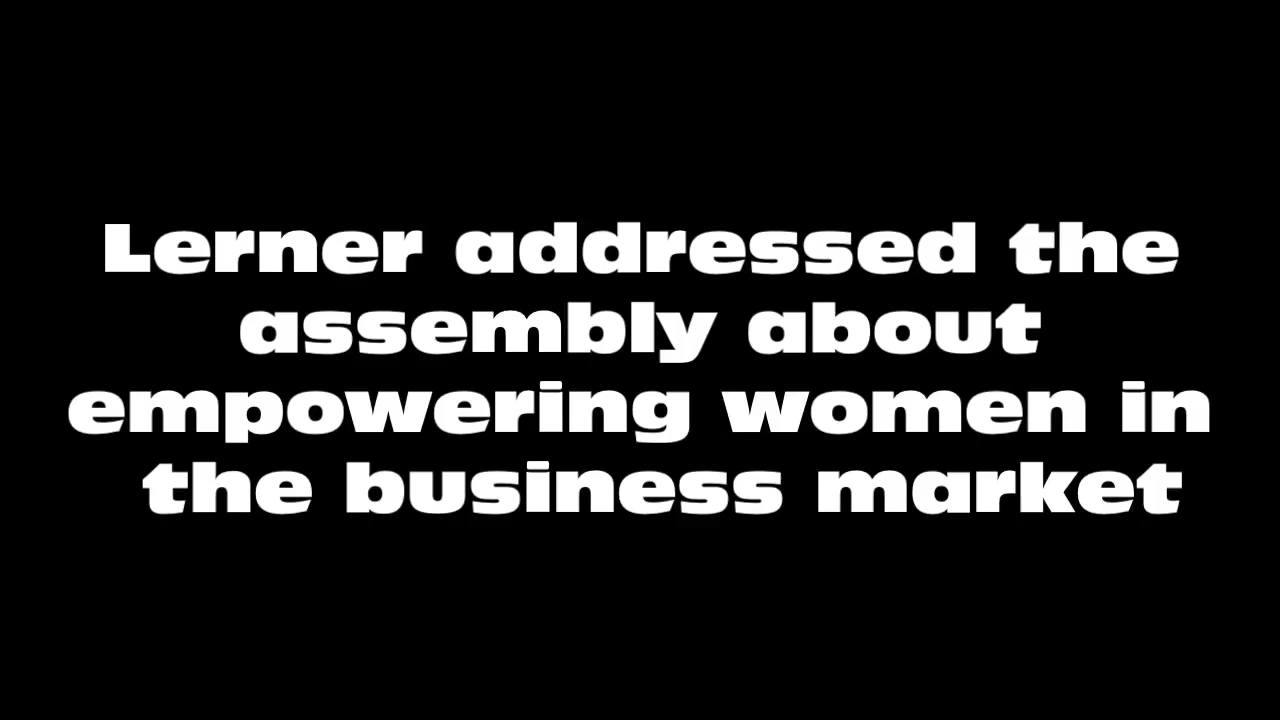 Lerner addressed the
assembly about
empowering women in
the business market